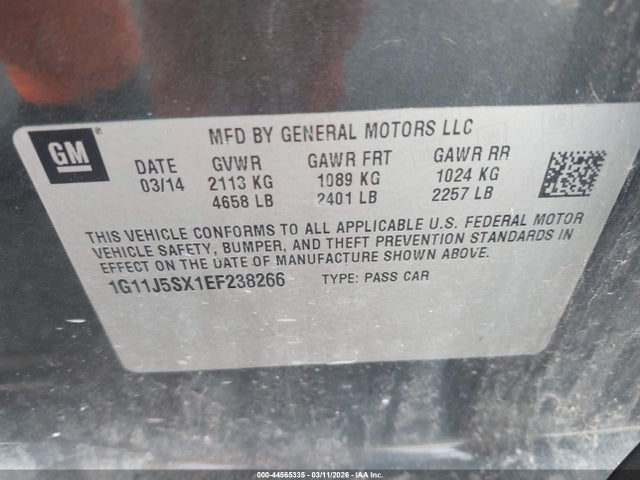 GM
MFD BY GENERAL MOTORS LLC
DATE GVWR GAWR FRT GAWR RR
03/14 2113 KG 1089 KG 1024 KG
4658 LB 2401 LB 2257 LB
THIS VEHICLE CONFORMS TO ALL APPLICABLE U.S. FEDERAL MOTOR
VEHICLE SAFETY, BUMPER, AND THEFT PREVENTION STANDARDS IN
EFFECT ON THE DATE OF MANUFACTURE SHOWN ABOVE.
1G11J5SX1EF238266 TYPE: PASS CAR
000-44565335 - 03/11/2026 - IAA Inc.